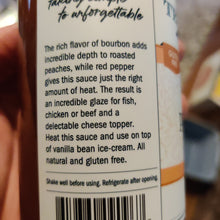 to unforgettable
The rich flavor of bourbon adds
incredible depth to roasted
peaches, while red pepper
gives this sauce just the right
amount of heat. The result is
an incredible glaze for fish,
chicken or beef and a
delectable cheese topper.
Heat this sauce and use on top
of vanilla bean ice-cream. All
natural and gluten free.
Shake well before using. Refrigerate after opening.